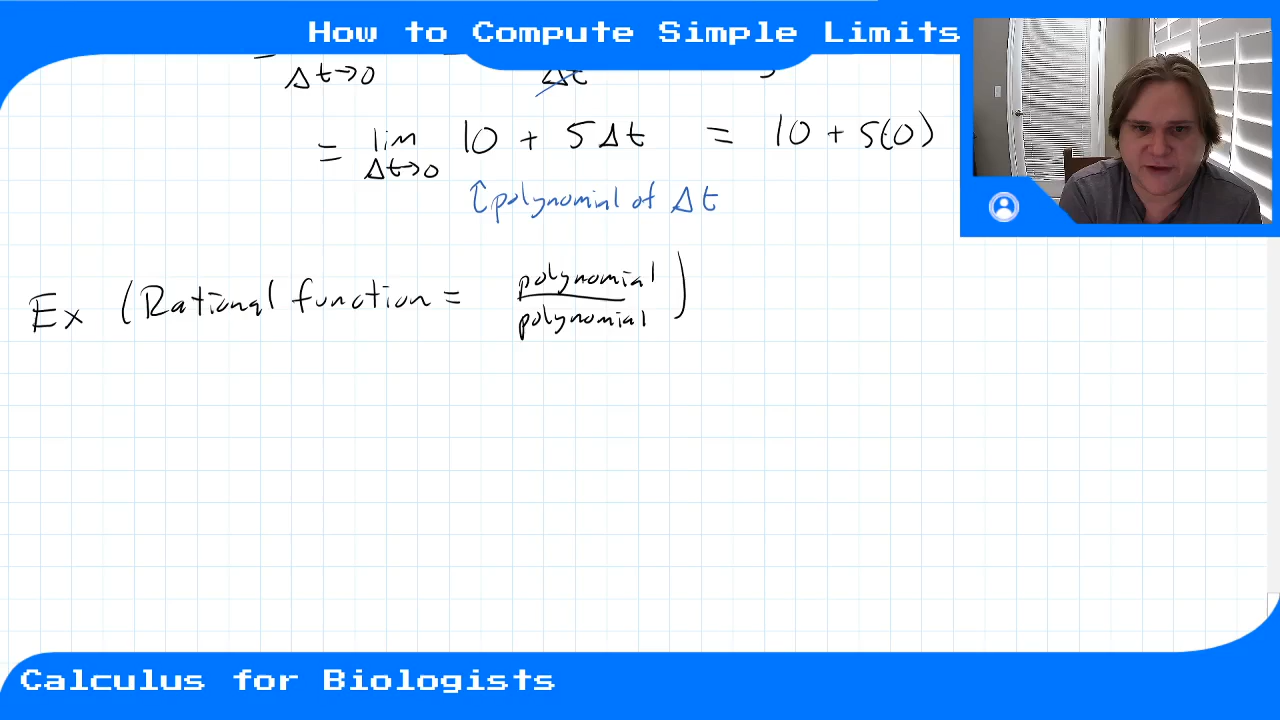 How to Compute Simple Limits
Δt→0 Δt
= lim 10 + 5Δt = 10 + 5(0)
Δt→0
↑polynomial of Δt
Ex (Rational function = polynomial
polynomial)
Calculus for Biologists